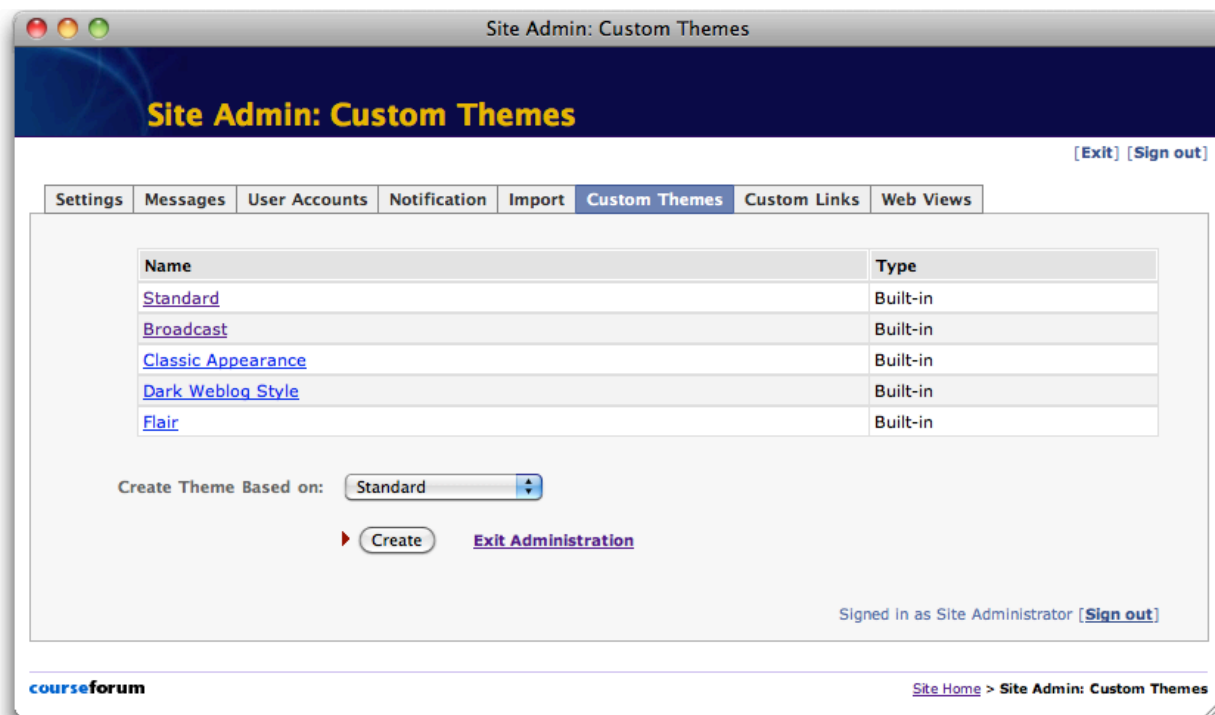 Site Admin: Custom Themes
Site Admin: Custom Themes
[Exit] [Sign out]
Settings Messages User Accounts Notification Import Custom Themes Custom Links Web Views
Name Type
Standard Built-in
Broadcast Built-in
Classic Appearance Built-in
Dark Weblog Style Built-in
Flair Built-in
Create Theme Based on: Standard
Create Exit Administration
Signed in as Site Administrator [Sign out]
courseforum Site Home > Site Admin: Custom Themes